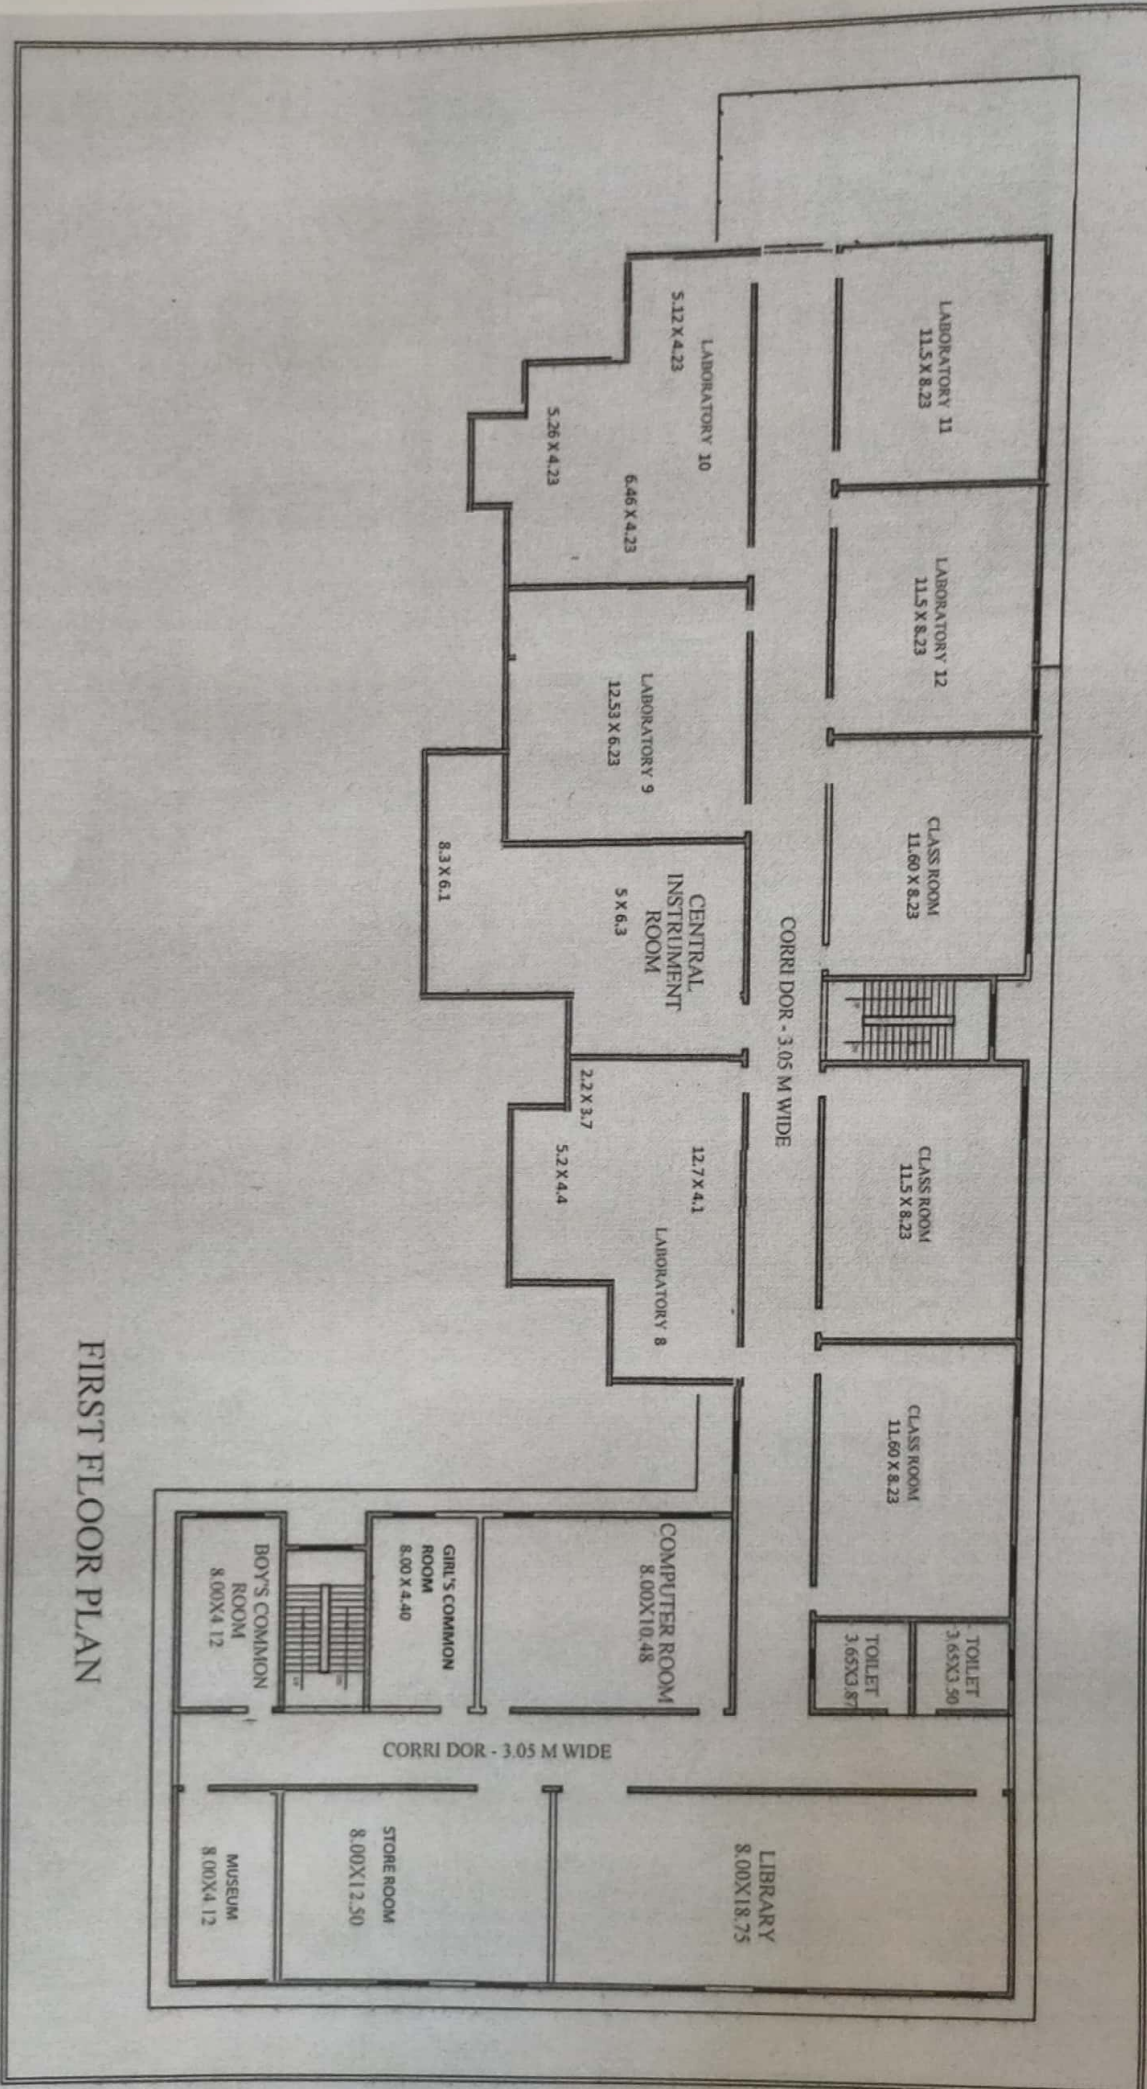 LABORATORY 11
11.5 X 8.23
LABORATORY 12
11.5 X 8.23
CLASS ROOM
11.60 X 8.23
CLASS ROOM
11.5 X 8.23
CLASS ROOM
11.60 X 8.23
TOILET
3.65X3.50
TOILET
3.65X3.87
CORRI DOR - 3.05 M WIDE
LABORATORY 10
5.12 X 4.23
6.46 X 4.23
5.26 X 4.23
LABORATORY 9
12.53 X 6.23
CENTRAL
INSTRUMENT
ROOM
5 X 6.3
8.3 X 6.1
12.7 X 4.1
LABORATORY 8
2.2 X 3.7
5.2 X 4.4
COMPUTER ROOM
8.00X10.48
GIRL'S COMMON
ROOM
8.00 X 4.40
BOY'S COMMON
ROOM
8.00X4.12
CORRI DOR - 3.05 M WIDE
LIBRARY
8.00X18.75
STORE ROOM
8.00X12.50
MUSEUM
8.00X4.12
FIRST FLOOR PLAN